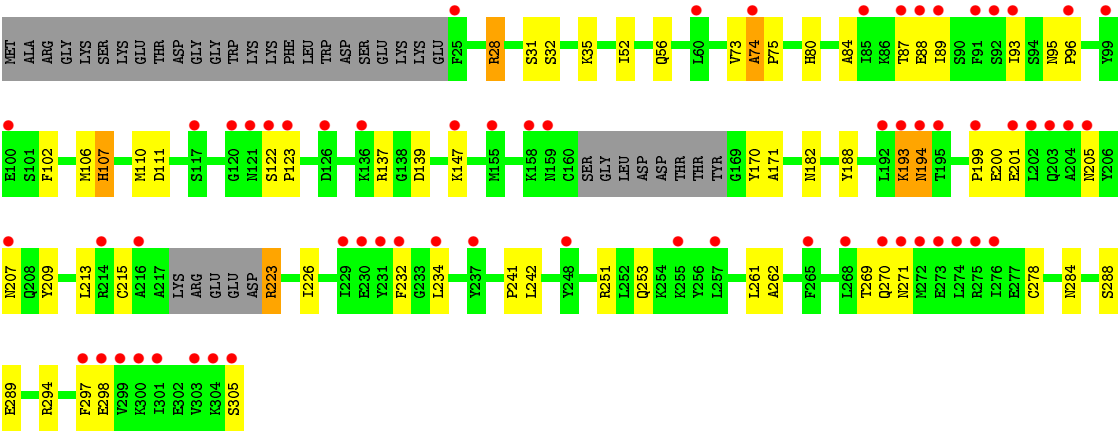 MET ALA ARG GLY LYS SER LYS GLU THR ASP GLY GLY TRP LYS LYS PHE LEU TRP ASP SER GLU LYS LYS GLU F25 R28 S31 S32 K35 I52 Q56 L60 V73 A74 P75 H80 A84 I85 K86 T87 E88 I89 S90 F91 S92 I93 S94 N95 P96 Y99
E100 S101 F102 M106 H107 M110 D111 S117 G120 N121 S122 P123 D126 K136 R137 G138 D139 K147 M155 K158 N159 C160 SER GLY LEU ASP ASP THR THR TYR G169 Y170 A171 N182 Y188 L192 K193 N194 T195 P199 E200 E201 L202 Q203 A204 N205 Y206
N207 Q208 Y209 L213 R214 C215 A216 A217 LYS ARG GLU GLU ASP R223 I226 I229 E230 Y231 F232 G233 L234 Y237 P241 L242 Y248 R251 L252 Q253 K254 K255 Y256 L257 L261 A262 F265 L268 T269 Q270 N271 M272 E273 L274 R275 I276 E277 C278 N284 S288
E289 R294 F297 E298 V299 K300 I301 E302 V303 K304 S305